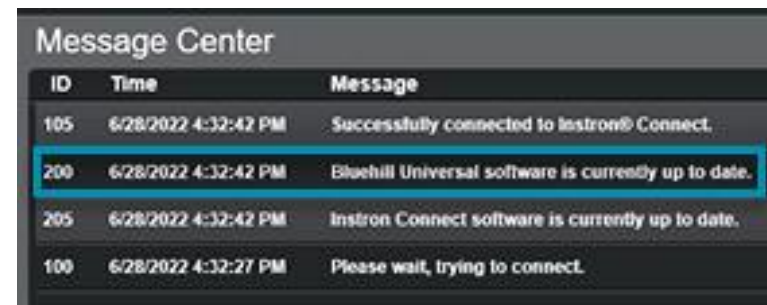 Message Center
ID Time Message
105 6/28/2022 4:32:42 PM Successfully connected to Instron® Connect.
200 6/28/2022 4:32:42 PM Bluehill Universal software is currently up to date.
205 6/28/2022 4:32:42 PM Instron Connect software is currently up to date.
100 6/28/2022 4:32:27 PM Please wait, trying to connect.